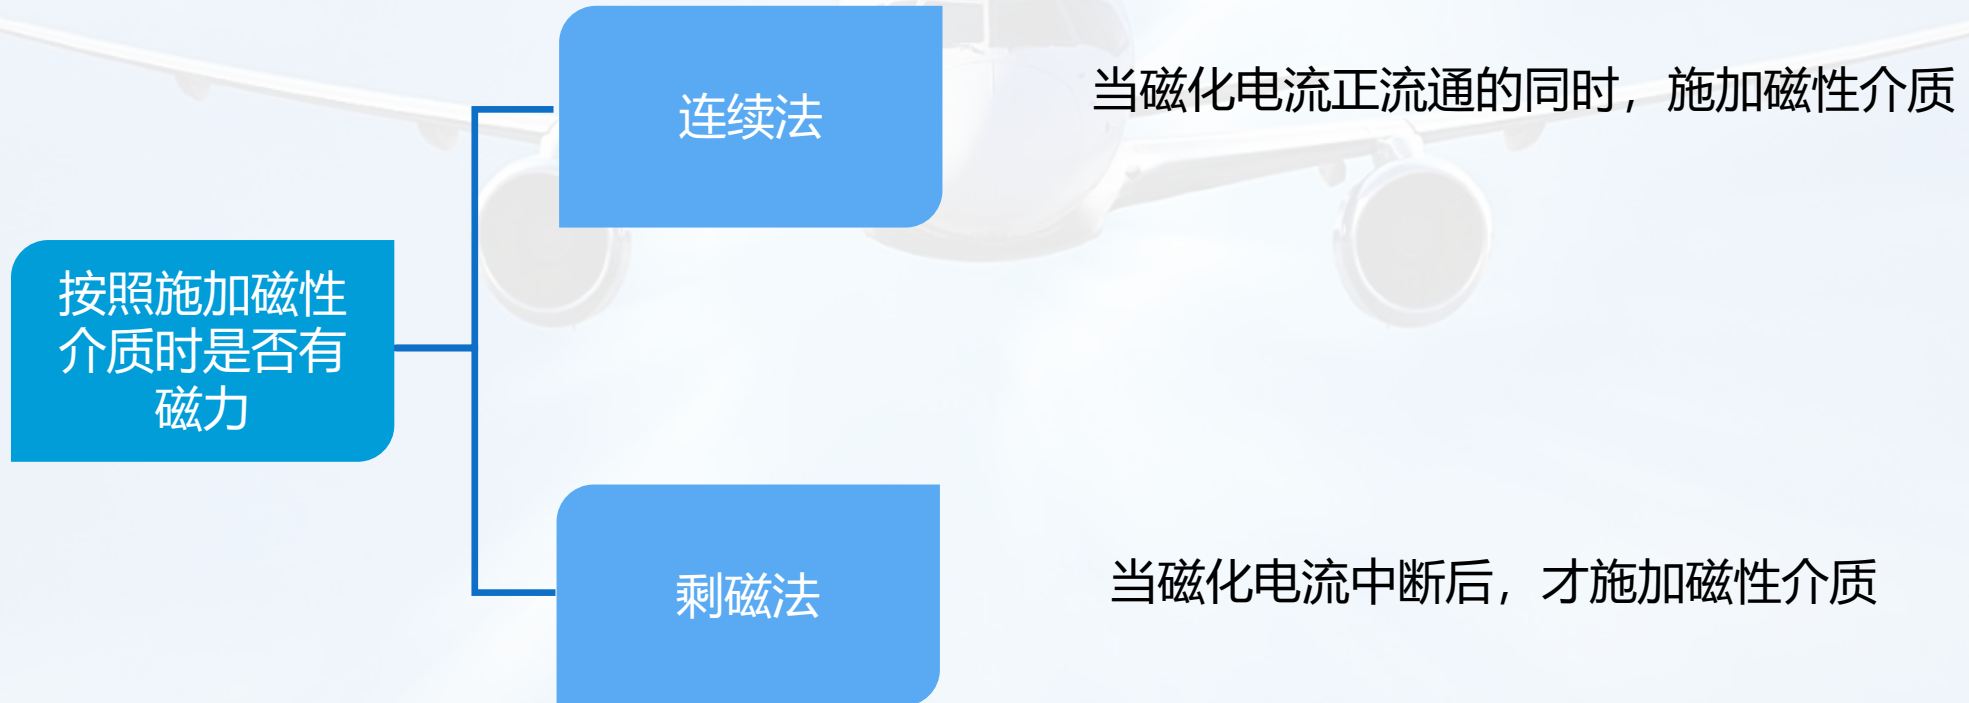 连续法
当磁化电流正流通的同时，施加磁性介质
按照施加磁性
介质时是否有
磁力
剩磁法
当磁化电流中断后，才施加磁性介质